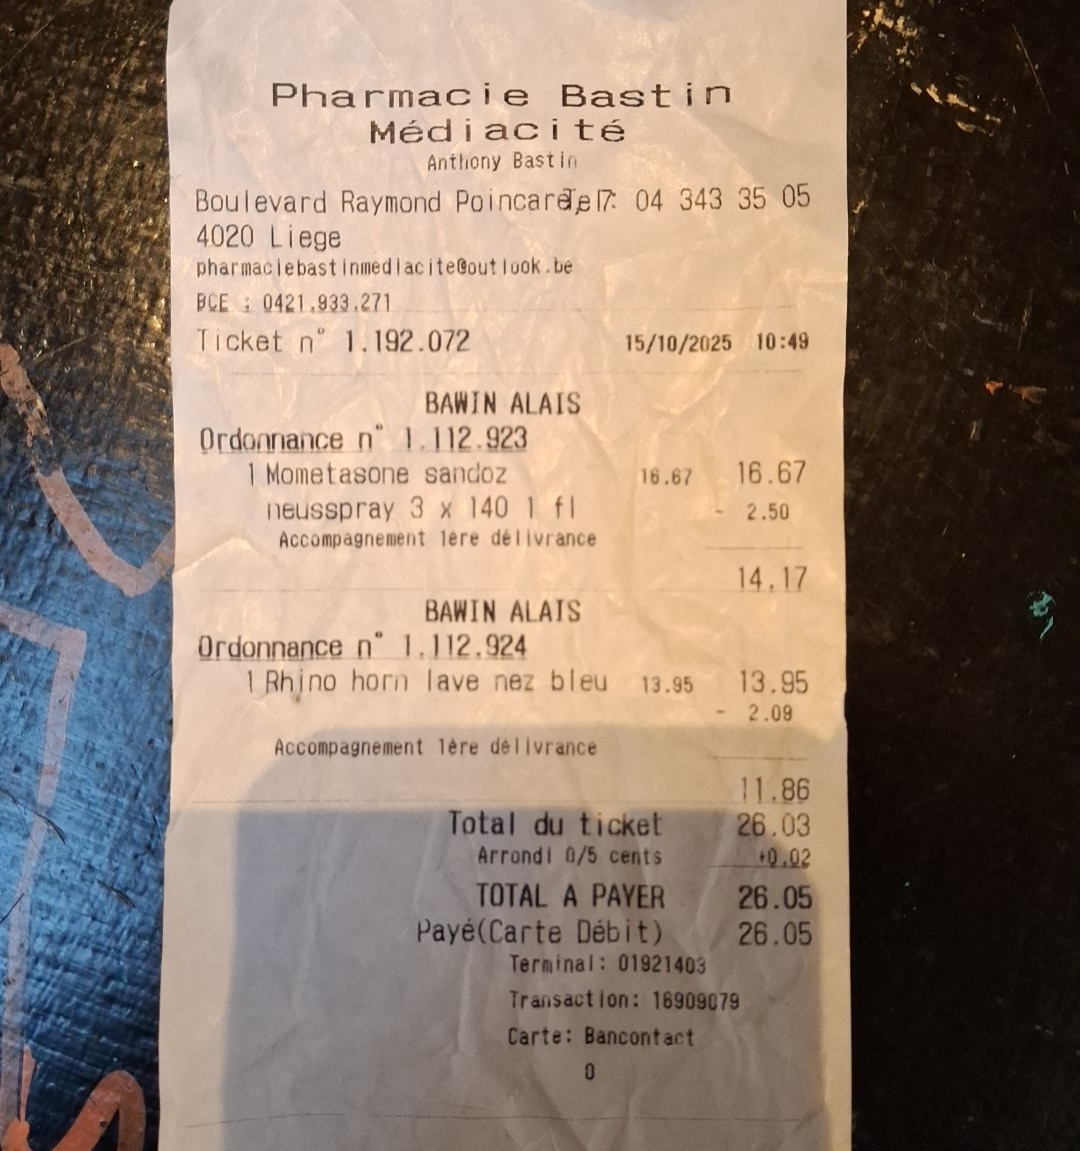 Pharmacie Bastin
Médiacité
Anthony Bastin
Boulevard Raymond Poincaré, 7 Tel : 04 343 35 05
4020 Liege
pharmaciebastinmediacite@outlook.be
BCE : 0421.933.271
Ticket n° 1.192.072 15/10/2025 10:49
BAWIN ALAIS
Ordonnance n° 1.112.923
1 Mometasone sandoz 16.67 16.67
neusspray 3 x 140 1 fl - 2.50
Accompagnement 1ère délivrance
14.17
BAWIN ALAIS
Ordonnance n° 1.112.924
1 Rhino horn lave nez bleu 13.95 13.95
- 2.09
Accompagnement 1ère délivrance
11.86
Total du ticket 26.03
Arrondi 0/5 cents +0.02
TOTAL A PAYER 26.05
Payé(Carte Débit) 26.05
Terminal: 01921403
Transaction: 16909079
Carte: Bancontact
0